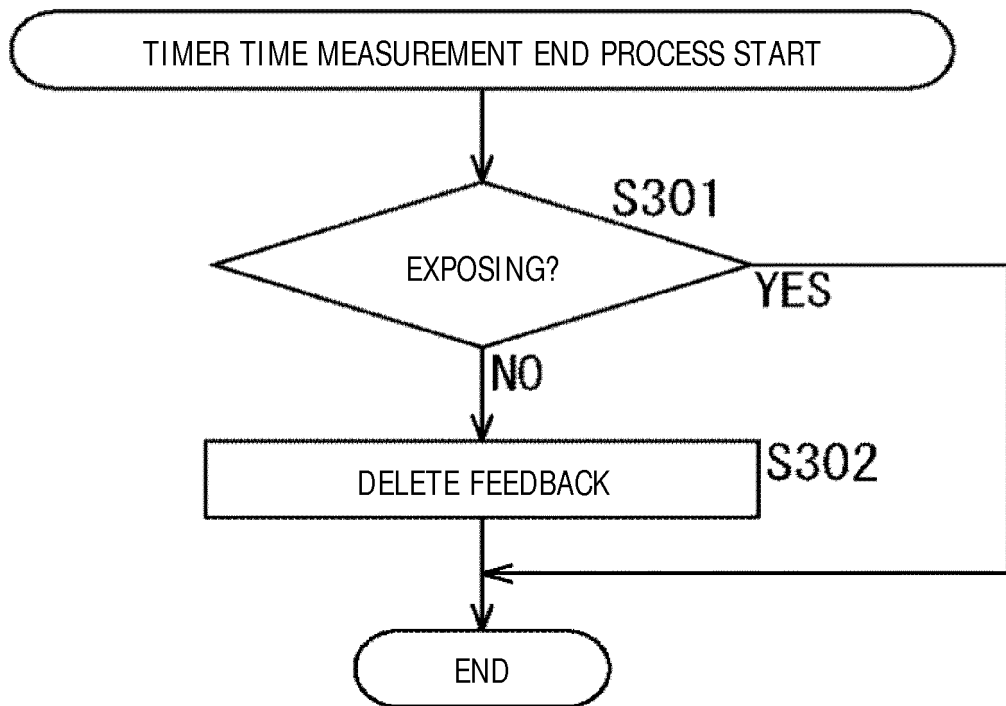 TIMER TIME MEASUREMENT END PROCESS START
S301
EXPOSING?
YES
NO
S302
DELETE FEEDBACK
END